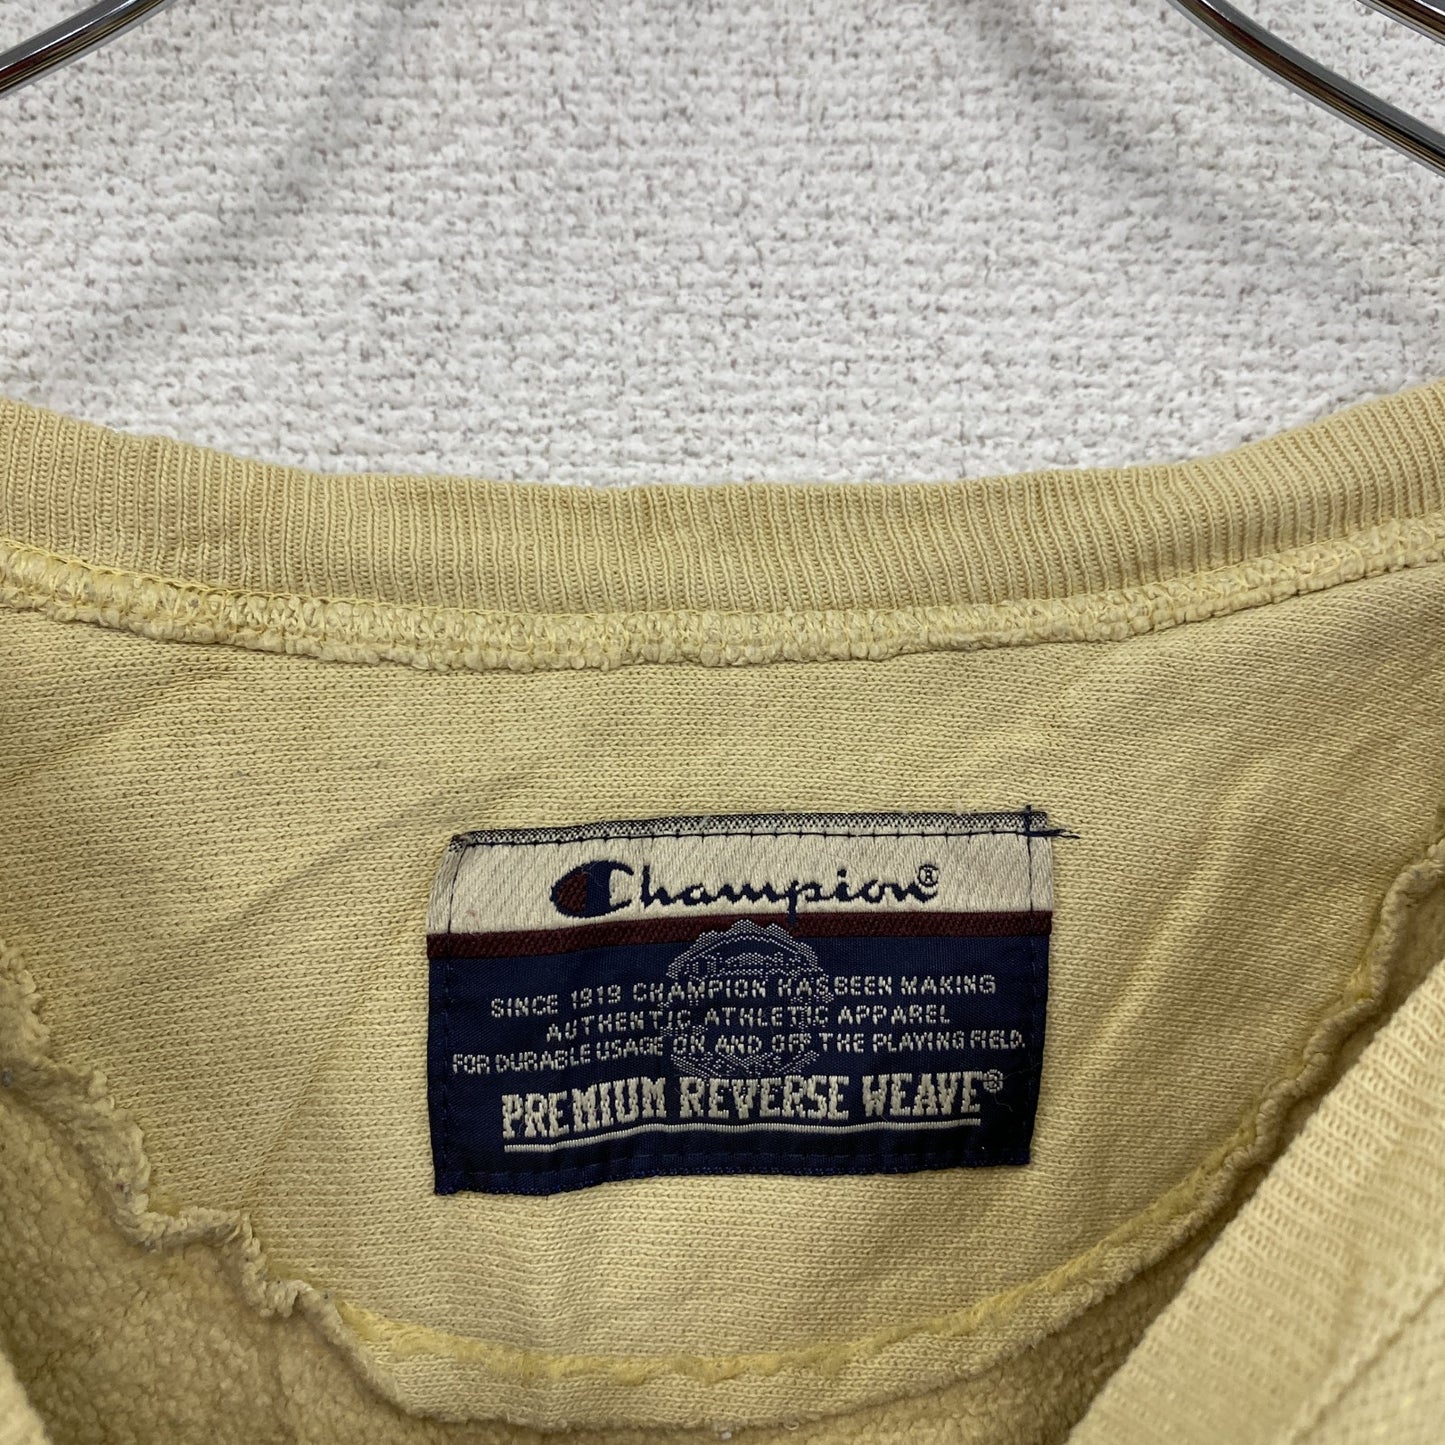 Champion®
SINCE 1919 CHAMPION HAS BEEN MAKING
AUTHENTIC ATHLETIC APPAREL
FOR DURABLE USAGE ON AND OFF THE PLAYING FIELD.
PREMIUM REVERSE WEAVE®